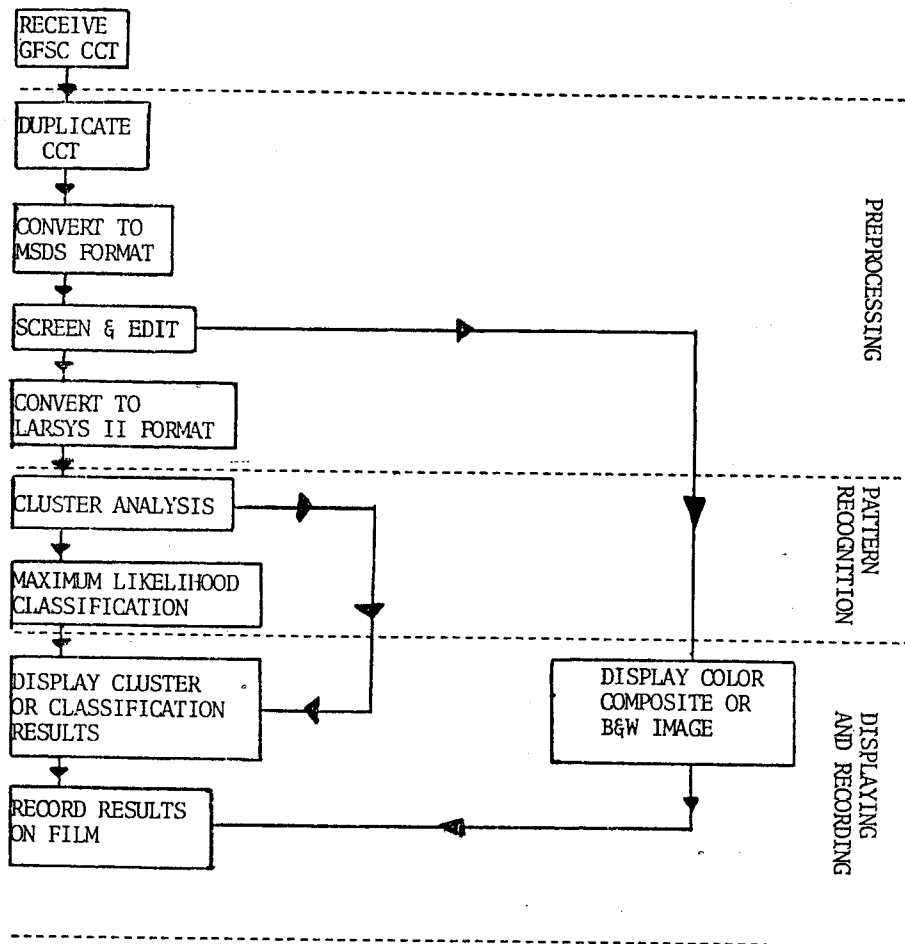 RECEIVE
GFSC CCT
DUPLICATE
CCT
CONVERT TO
MSDS FORMAT
SCREEN & EDIT
CONVERT TO
LARSYS II FORMAT
PREPROCESSING
CLUSTER ANALYSIS
MAXIMUM LIKELIHOOD
CLASSIFICATION
PATTERN
RECOGNITION
DISPLAY CLUSTER
OR CLASSIFICATION
RESULTS
DISPLAY COLOR
COMPOSITE OR
B&W IMAGE
RECORD RESULTS
ON FILM
DISPLAYING
AND RECORDING